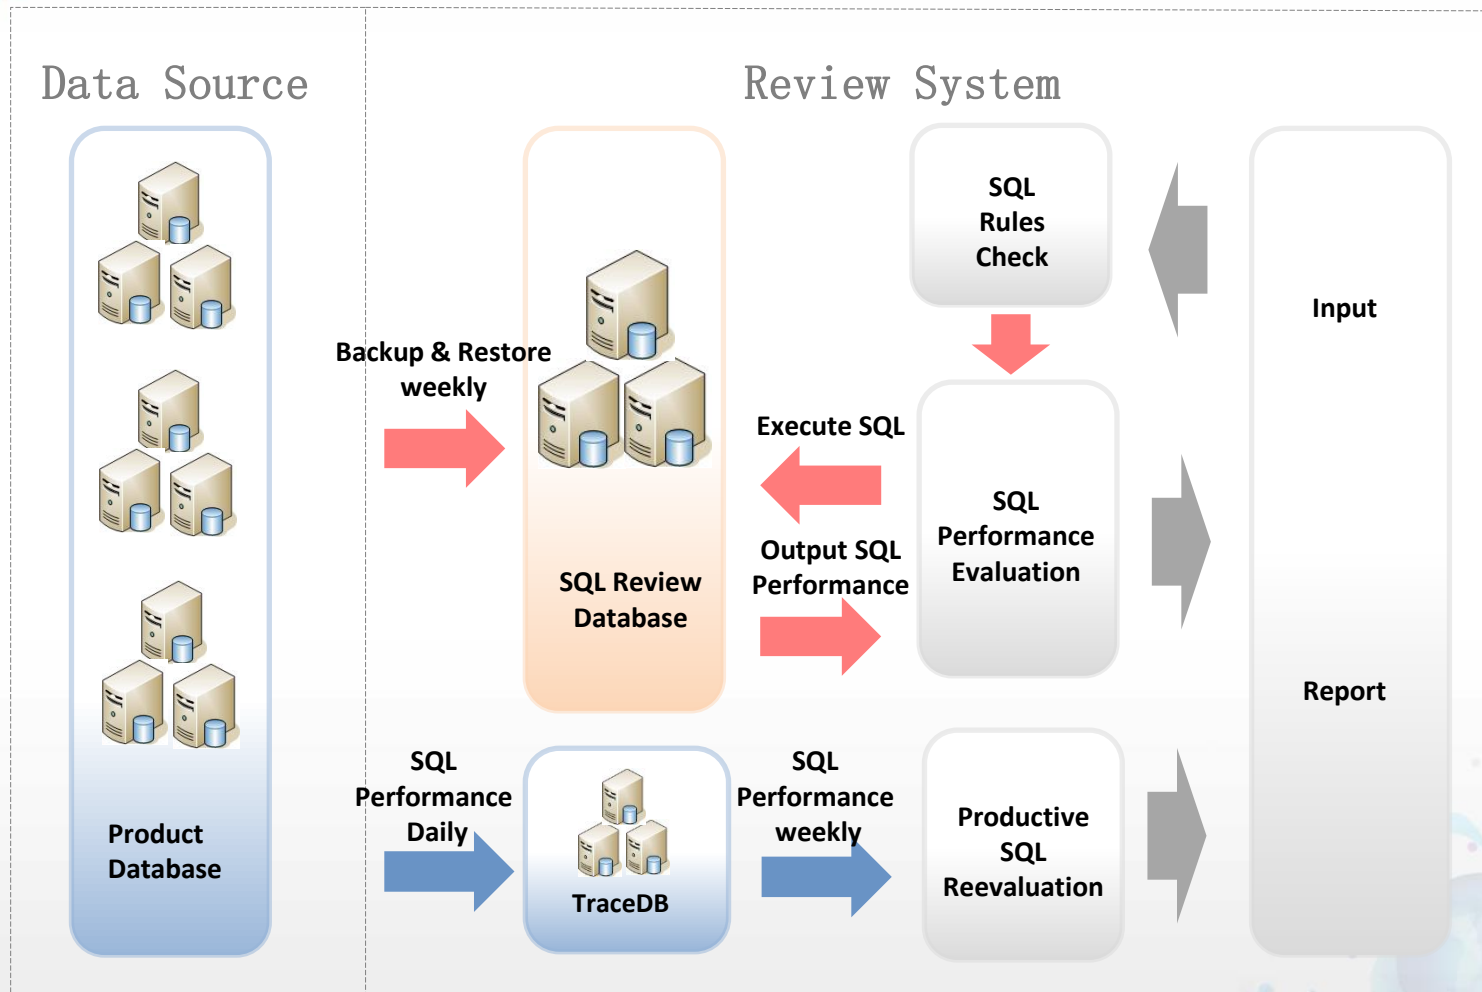 Data Source
Review System
SQL
Rules
Check
Input
Backup & Restore
weekly
Execute SQL
SQL
Performance
Evaluation
Output SQL
Performance
SQL Review
Database
Report
SQL
Performance
Daily
SQL
Performance
weekly
Product
Database
TraceDB
Productive
SQL
Reevaluation